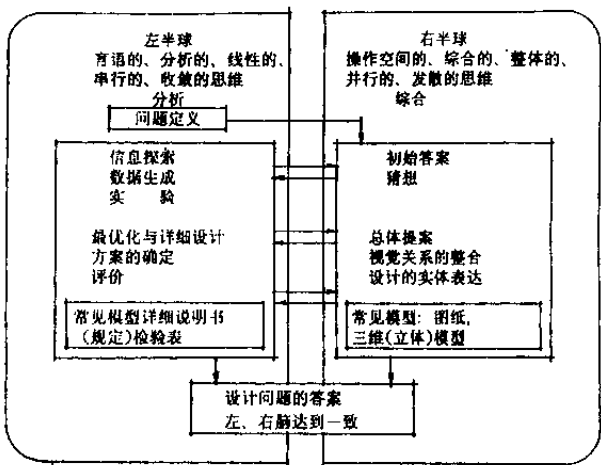 左半球
言语的、分析的、线性的、
串行的、收敛的思维
分析
问题定义
信息探索
数据生成
实 验
最优化与详细设计
方案的确定
评价
常见模型详细说明书
(规定)检验表
右半球
操作空间的、综合的、整体的、
并行的、发散的思维
综合
初始答案
猜想
总体提案
视觉关系的整合
设计的实体表达
常见模型:图纸,
三维(立体)模型
设计问题的答案
左、右脑达到一致